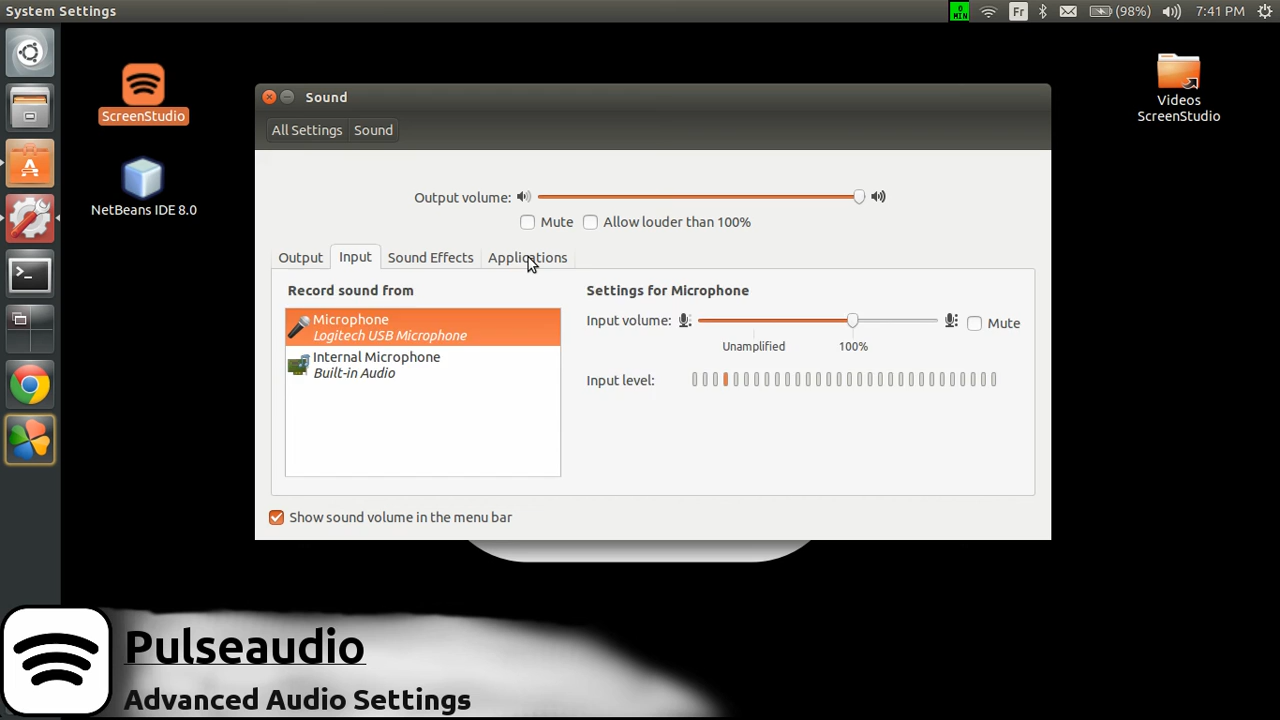 System Settings
0 MIN
Fr
(98%)
7:41 PM
ScreenStudio
NetBeans IDE 8.0
Videos
ScreenStudio
Sound
All Settings
Sound
Output volume:
Mute
Allow louder than 100%
Output
Input
Sound Effects
Applications
Record sound from
Microphone
Logitech USB Microphone
Internal Microphone
Built-in Audio
Settings for Microphone
Input volume:
Mute
Unamplified
100%
Input level:
Show sound volume in the menu bar
Pulseaudio
Advanced Audio Settings